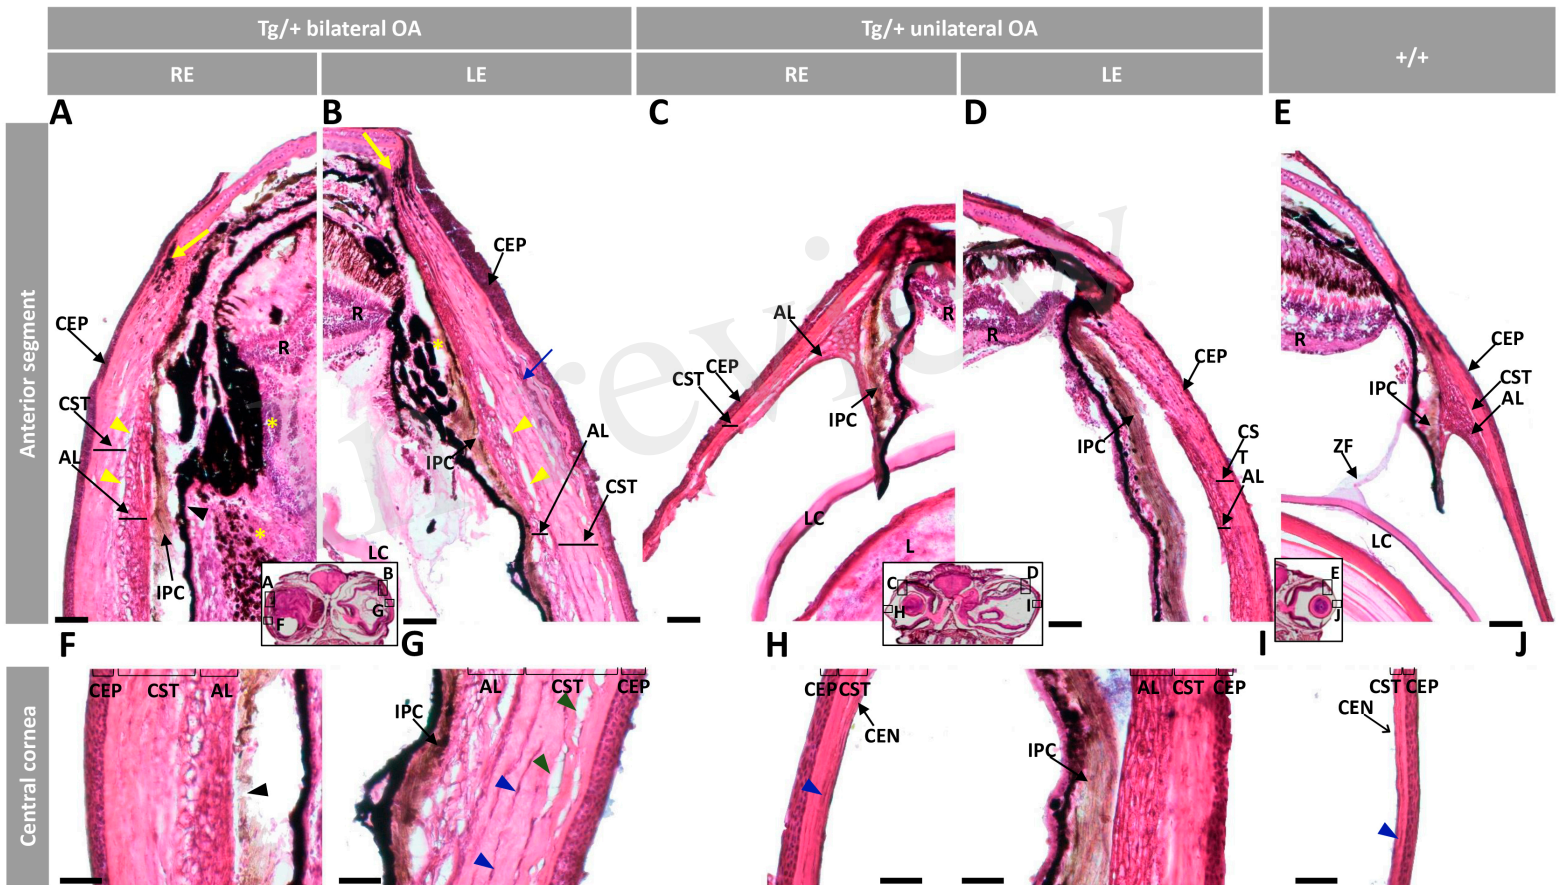 Tg/+ bilateral OA
Tg/+ unilateral OA
+/+
RE
LE
RE
LE
A
B
C
D
E
Anterior segment
CEP
CST
AL
IPC
R
*
*
CEP
R
*
IPC
AL
CST
LC
A
B
F
G
AL
CST
CEP
IPC
R
LC
L
R
CEP
IPC
CS
T
AL
C
D
H
I
R
CEP
CST
AL
IPC
ZF
LC
E
J
review
F
G
H
I
J
Central cornea
CEP
CST
AL
AL
CST
CEP
IPC
CEP
CST
CEN
AL
CST
CEP
IPC
CST
CEP
CEN